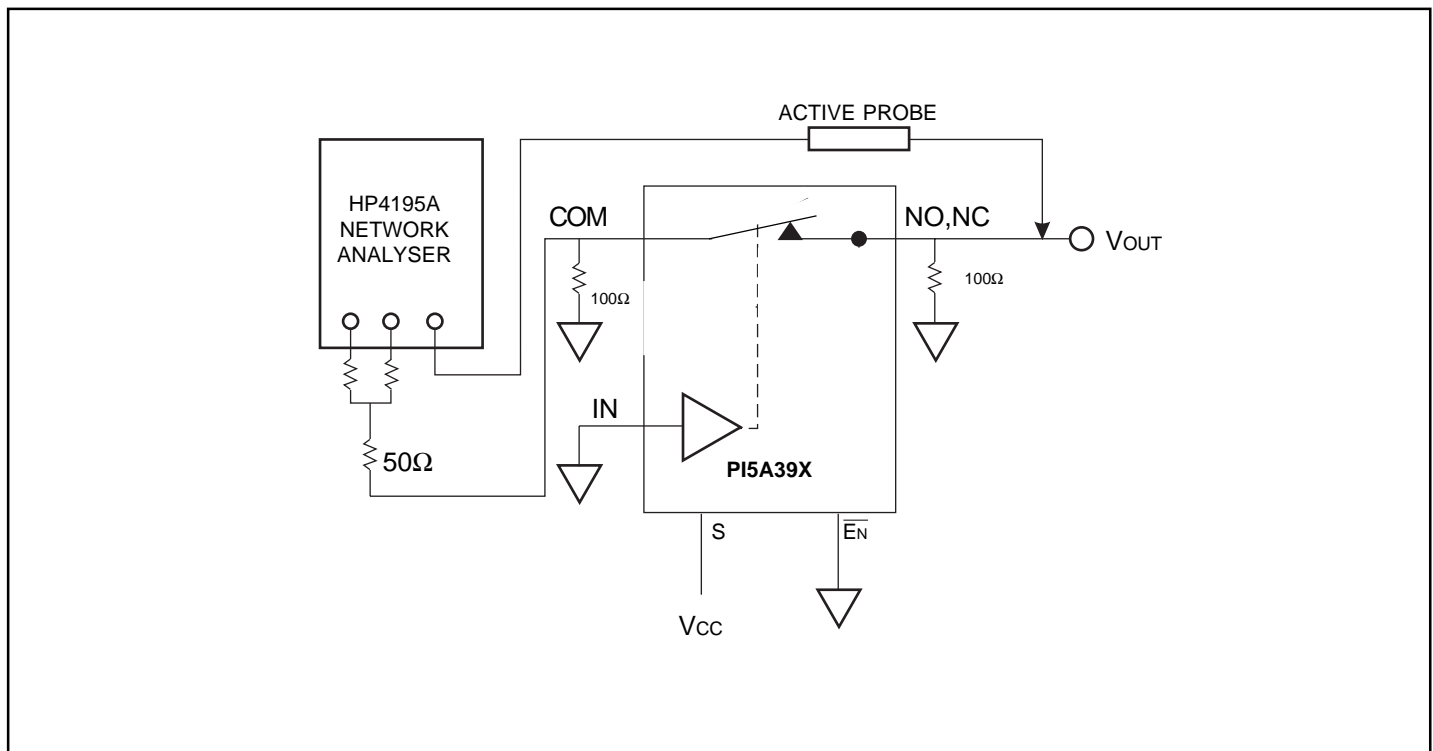 ACTIVE PROBE
HP4195A
NETWORK
ANALYSER
COM
NO,NC
VOUT
100Ω
100Ω
IN
50Ω
PI5A39X
S
EN
VCC